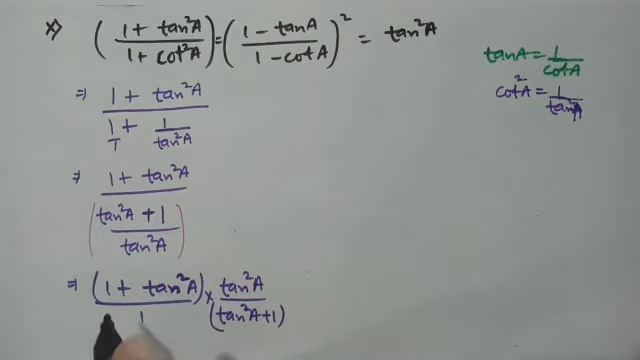 x) (1 + tan²A / 1 + cot²A) = (1 - tanA / 1 - cotA)² = tan²A
tanA = 1/cotA
cot²A = 1/tan²A
⇒ 1 + tan²A / 1/1 + 1/tan²A
⇒ 1 + tan²A / (tan²A + 1 / tan²A)
⇒ (1 + tan²A) / 1 × tan²A / (tan²A+1)